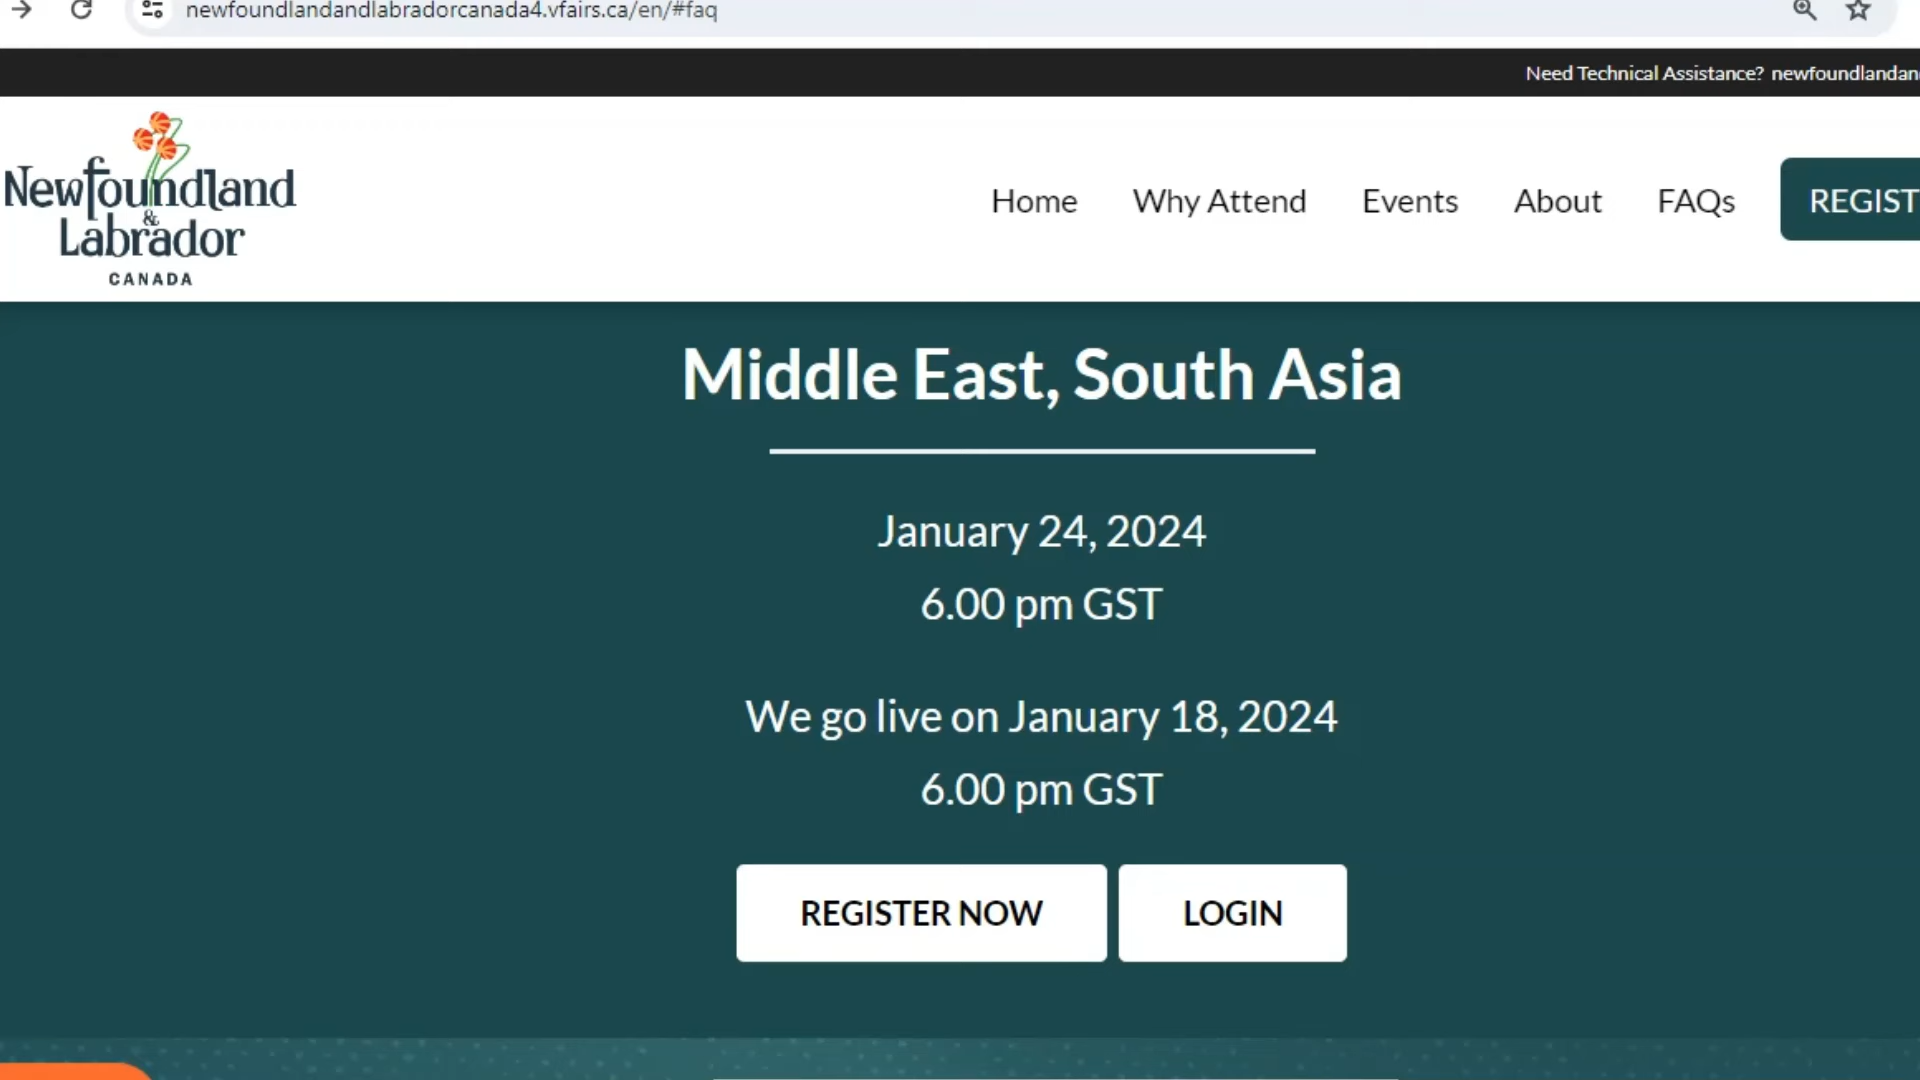 newfoundlandandlabradorcanada4.vfairs.ca/en/#faq
Need Technical Assistance? newfoundlandan
Newfoundland
&
Labrador
CANADA
Home Why Attend Events About FAQs REGIST
Middle East, South Asia
January 24, 2024
6.00 pm GST
We go live on January 18, 2024
6.00 pm GST
REGISTER NOW LOGIN